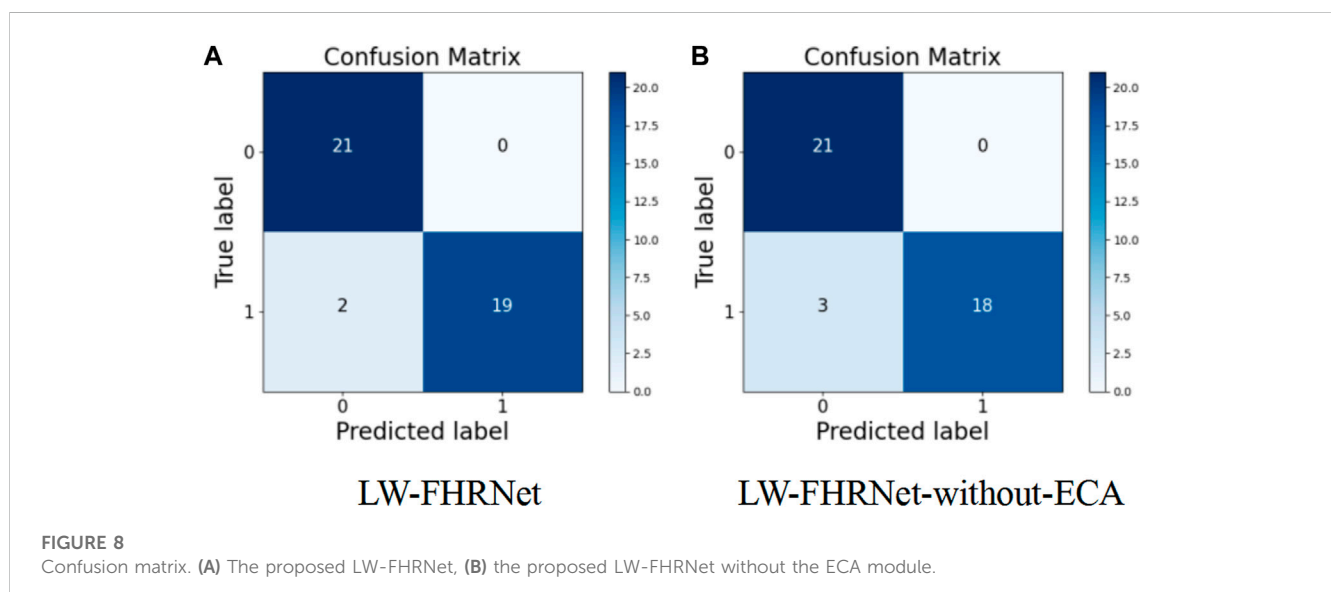 A
Confusion Matrix
0
1
True label
21
0
2
19
0
1
Predicted label
20.0
17.5
15.0
12.5
10.0
7.5
5.0
2.5
0.0
LW-FHRNet
B
Confusion Matrix
0
1
True label
21
0
3
18
0
1
Predicted label
20.0
17.5
15.0
12.5
10.0
7.5
5.0
2.5
0.0
LW-FHRNet-without-ECA
FIGURE 8
Confusion matrix. (A) The proposed LW-FHRNet, (B) the proposed LW-FHRNet without the ECA module.